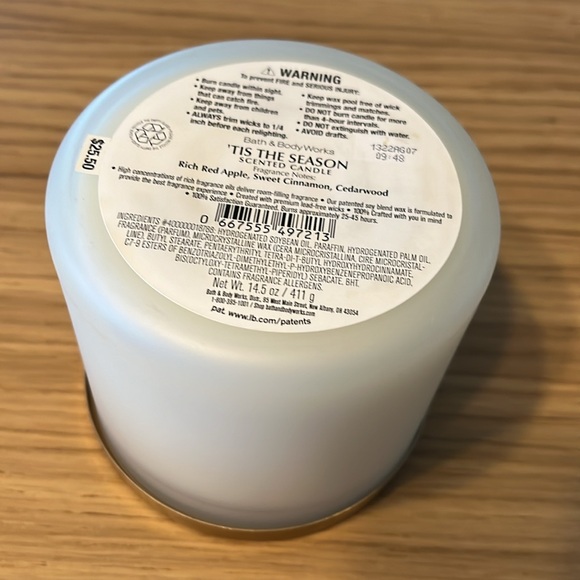 ⚠ WARNING
To prevent FIRE and SERIOUS INJURY:
• Burn candle within sight.
• Keep away from things
that can catch fire.
• Keep away from children
and pets.
• ALWAYS trim wicks to 1/4
inch before each relighting.
• Keep wax pool free of wick
trimmings and matches.
• DO NOT burn candle for more
than 4-hour intervals.
• DO NOT extinguish with water.
• AVOID drafts.
1322AG07
09:48
$25.50
Bath & Body Works
'TIS THE SEASON
SCENTED CANDLE
Fragrance Notes:
Rich Red Apple, Sweet Cinnamon, Cedarwood
• High concentrations of rich fragrance oils deliver room-filling fragrance • Our patented soy blend wax is formulated to
provide the best fragrance experience • Created with premium lead-free wicks • 100% Crafted with you in mind
• 100% Satisfaction Guaranteed. Burns approximately 25-45 hours.
0 667555 497213
INGREDIENTS #400000015789: HYDROGENATED SOYBEAN OIL, PARAFFIN, HYDROGENATED PALM OIL,
FRAGRANCE (PARFUM), MICROCRYSTALLINE WAX (CERA MICROCRISTALLINA, CIRE MICROCRISTAL-
LINE), BUTYL STEARATE, PENTAERYTHRITYL TETRA-DI-T-BUTYL HYDROXYHYDROCINNAMATE,
C7-9 ESTERS OF BENZOTRIAZOLYL-DIMETHYLETHYL-P-HYDROXYBENZENEPROPANOIC ACID,
BIS(OCTYLOXY-TETRAMETHYL-PIPERIDYL) SEBACATE, BHT.
CONTAINS FRAGRANCE ALLERGENS.
Net Wt. 14.5 oz / 411 g
Bath & Body Works, Distr., 95 West Main Street, New Albany, OH 43054
1-800-395-1001 / Shop bathandbodyworks.com
pat. www.lb.com/patents